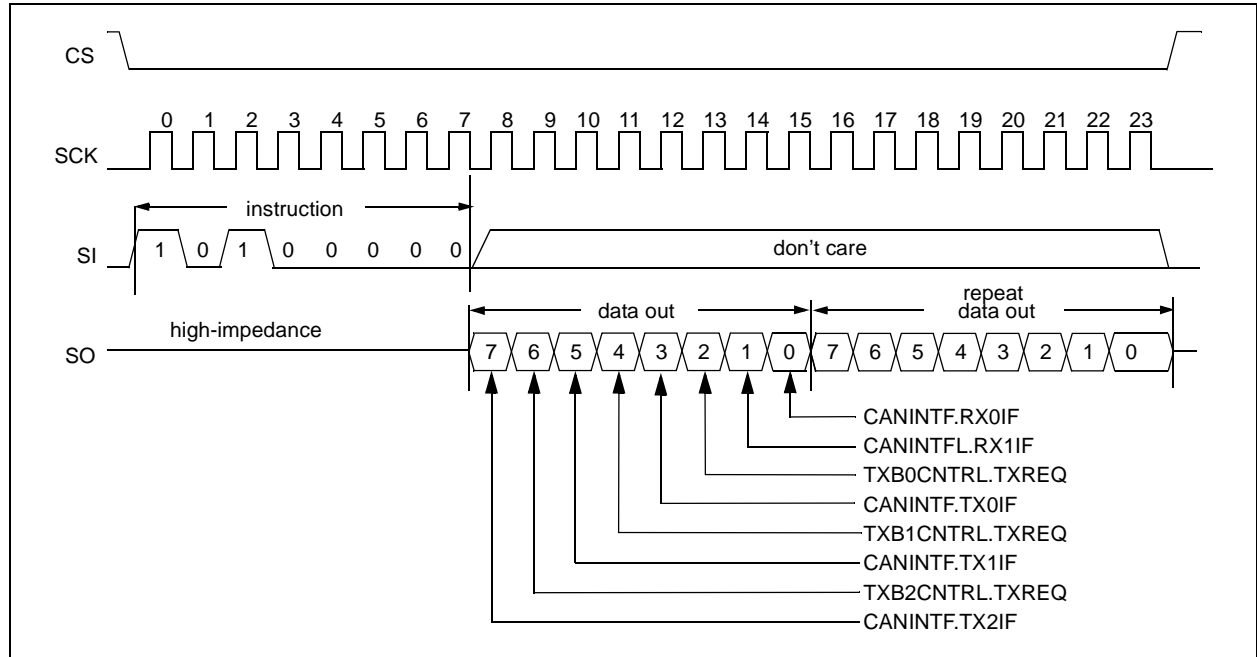 CS
0 1 2 3 4 5 6 7 8 9 10 11 12 13 14 15 16 17 18 19 20 21 22 23
SCK
instruction
SI 1 0 1 0 0 0 0 0 don't care
repeat
data out data out
high-impedance
SO 7 6 5 4 3 2 1 0 7 6 5 4 3 2 1 0
CANINTF.RX0IF
CANINTFL.RX1IF
TXB0CNTRL.TXREQ
CANINTF.TX0IF
TXB1CNTRL.TXREQ
CANINTF.TX1IF
TXB2CNTRL.TXREQ
CANINTF.TX2IF